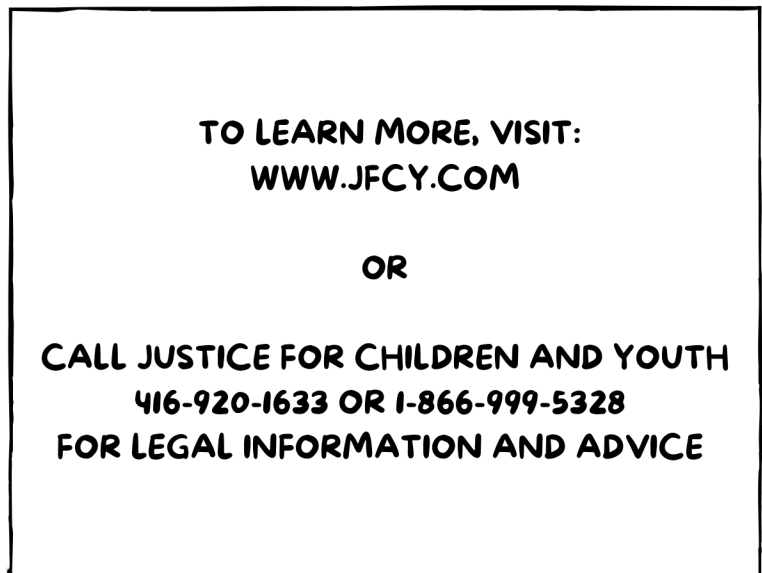 TO LEARN MORE, VISIT:
WWW.JFCY.COM
OR
CALL JUSTICE FOR CHILDREN AND YOUTH
416-920-1633 OR 1-866-999-5328
FOR LEGAL INFORMATION AND ADVICE